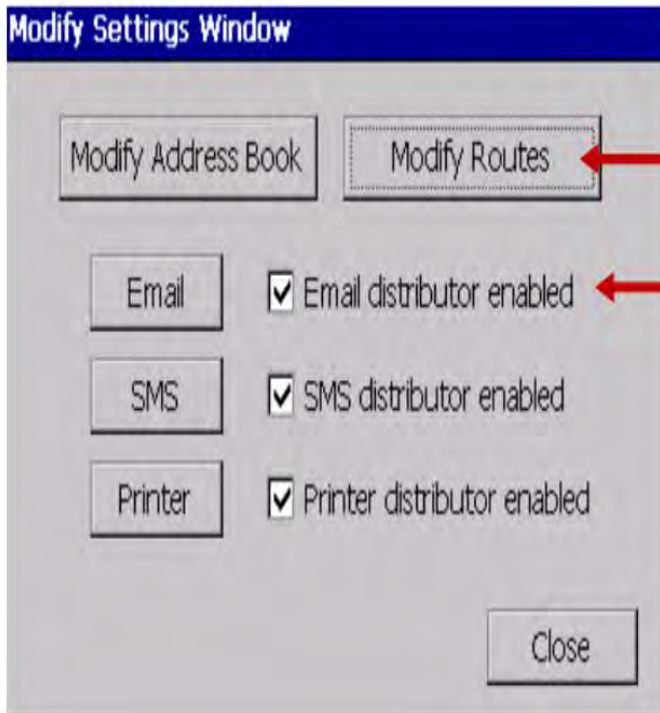 Modify Settings Window
Modify Address Book
Modify Routes
Email
Email distributor enabled
SMS
SMS distributor enabled
Printer
Printer distributor enabled
Close